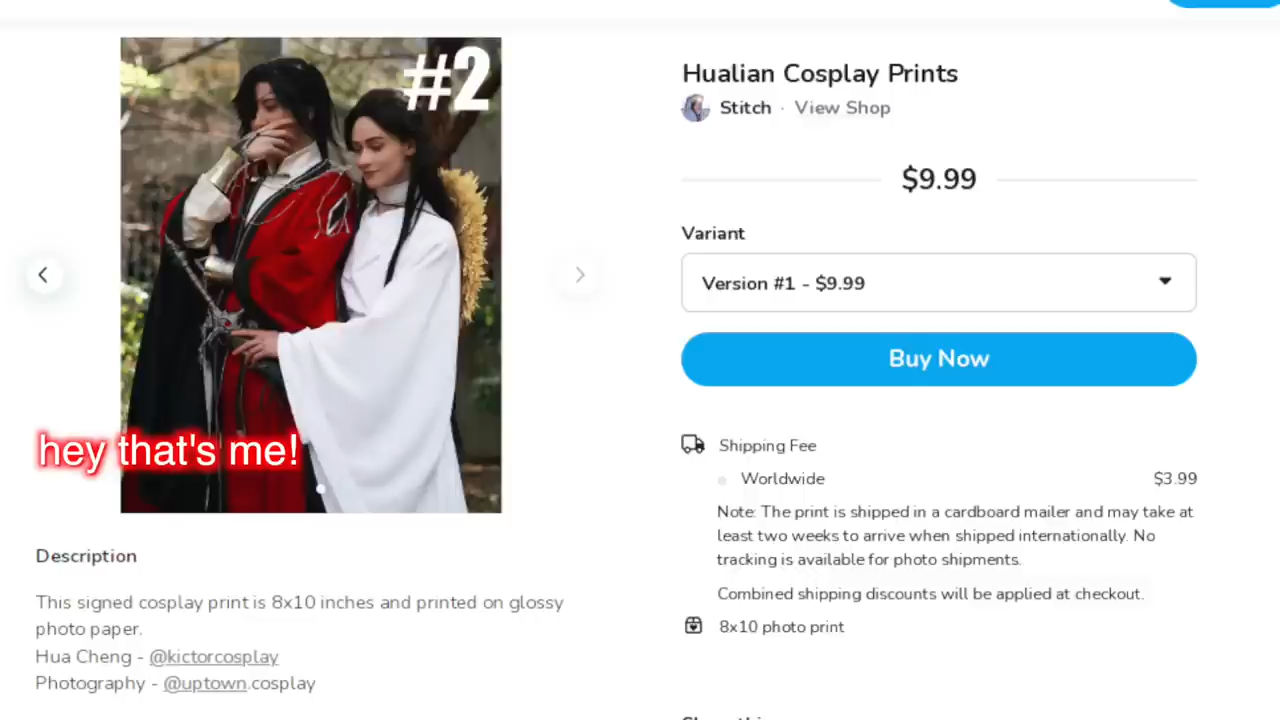 #2
hey that's me!
Description
This signed cosplay print is 8x10 inches and printed on glossy
photo paper.
Hua Cheng - @kictorcosplay
Photography - @uptown.cosplay
Hualian Cosplay Prints
Stitch · View Shop
$9.99
Variant
Version #1 - $9.99
Buy Now
Shipping Fee
Worldwide $3.99
Note: The print is shipped in a cardboard mailer and may take at
least two weeks to arrive when shipped internationally. No
tracking is available for photo shipments.
Combined shipping discounts will be applied at checkout.
8x10 photo print